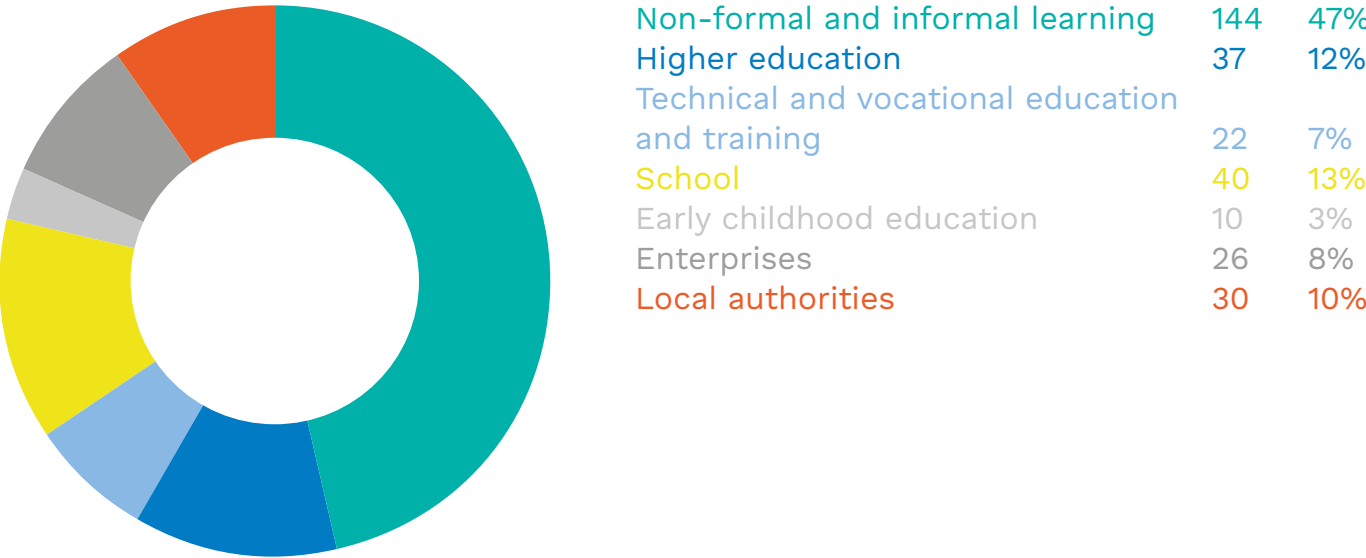 Non-formal and informal learning 144 47%
Higher education 37 12%
Technical and vocational education
and training 22 7%
School 40 13%
Early childhood education 10 3%
Enterprises 26 8%
Local authorities 30 10%